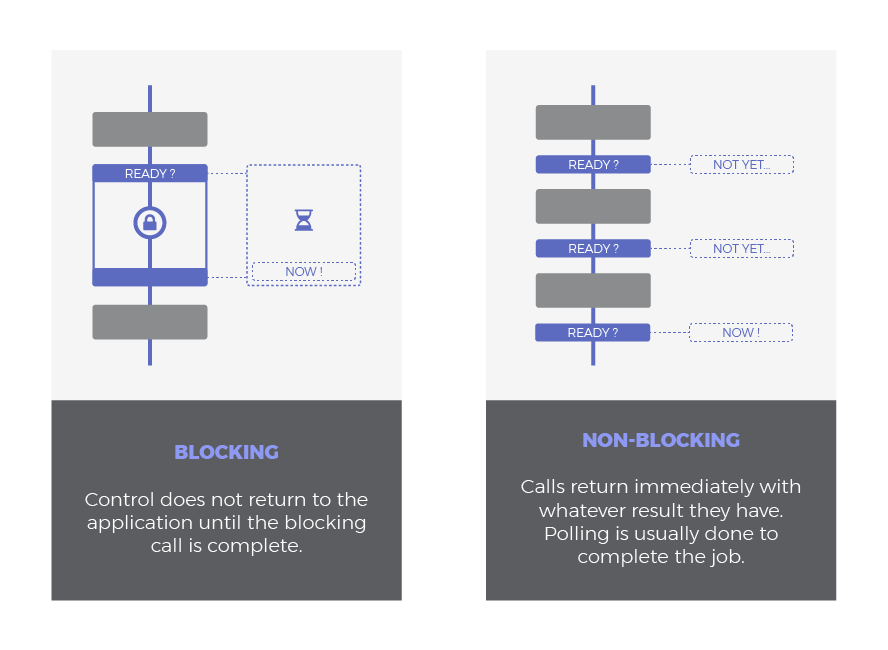 READY ?
NOW !
BLOCKING
Control does not return to the
application until the blocking
call is complete.
READY ?
NOT YET...
READY ?
NOT YET...
READY ?
NOW !
NON-BLOCKING
Calls return immediately with
whatever result they have.
Polling is usually done to
complete the job.